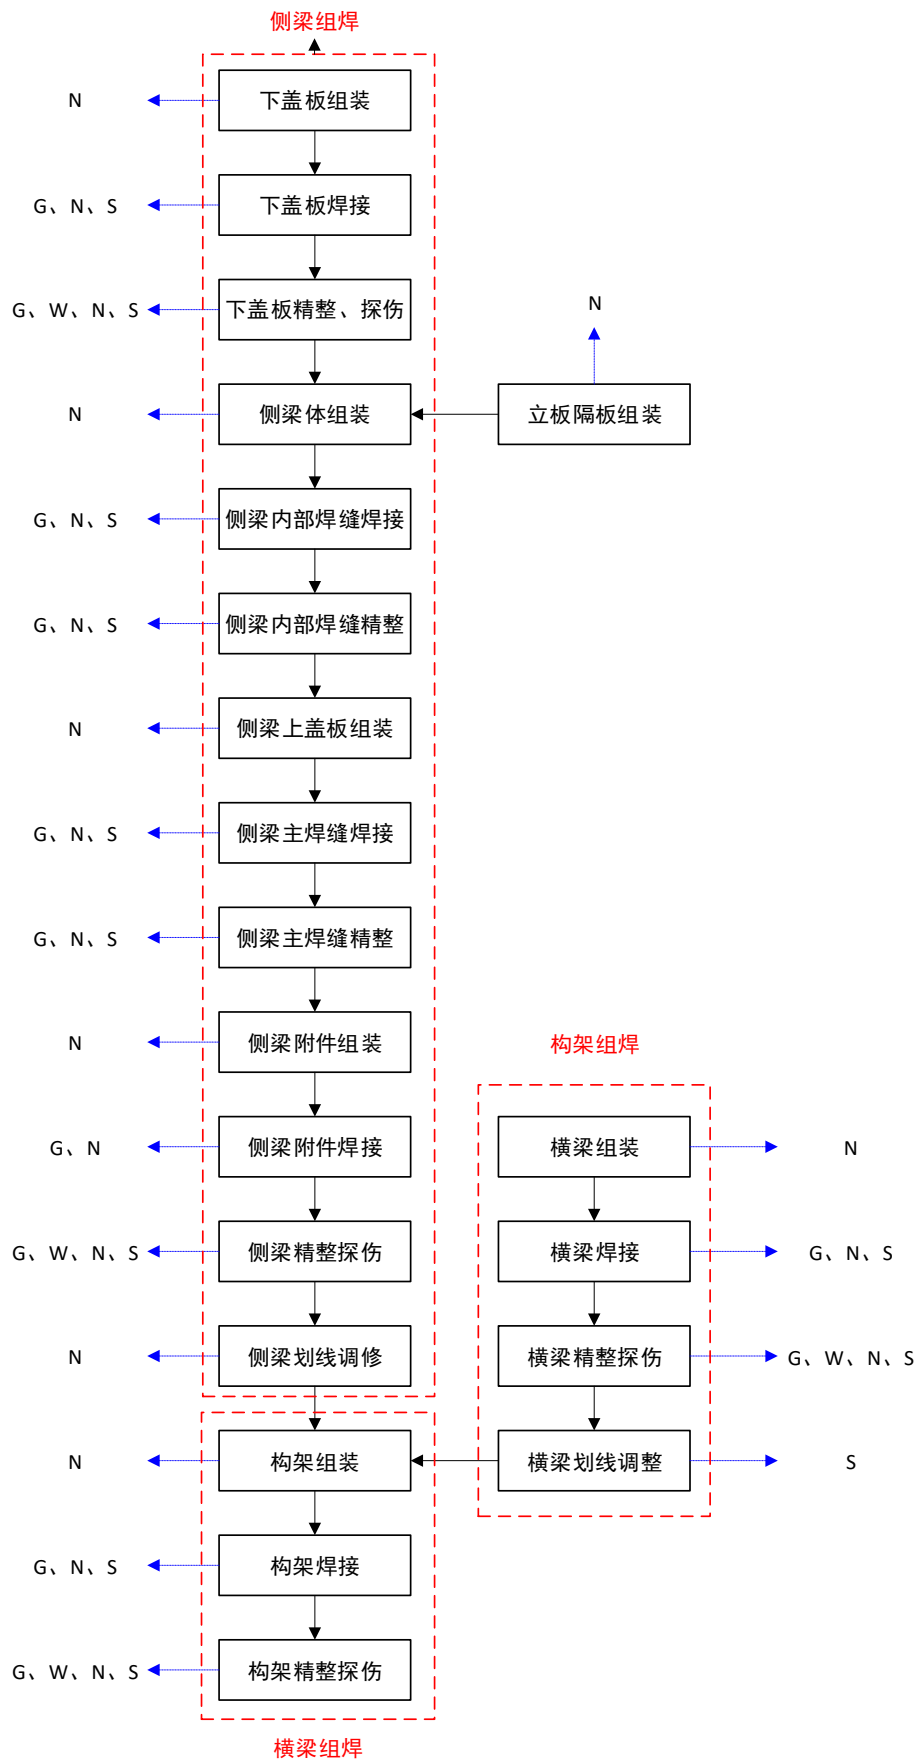 侧梁组焊
N
下盖板组装
G、N、S
下盖板焊接
G、W、N、S
下盖板精整、探伤
N
N
侧梁体组装
立板隔板组装
G、N、S
侧梁内部焊缝焊接
G、N、S
侧梁内部焊缝精整
N
侧梁上盖板组装
G、N、S
侧梁主焊缝焊接
G、N、S
侧梁主焊缝精整
N
侧梁附件组装
构架组焊
G、N
侧梁附件焊接
横梁组装
N
G、W、N、S
侧梁精整探伤
横梁焊接
G、N、S
N
侧梁划线调修
横梁精整探伤
G、W、N、S
N
构架组装
横梁划线调整
S
G、N、S
构架焊接
G、W、N、S
构架精整探伤
横梁组焊